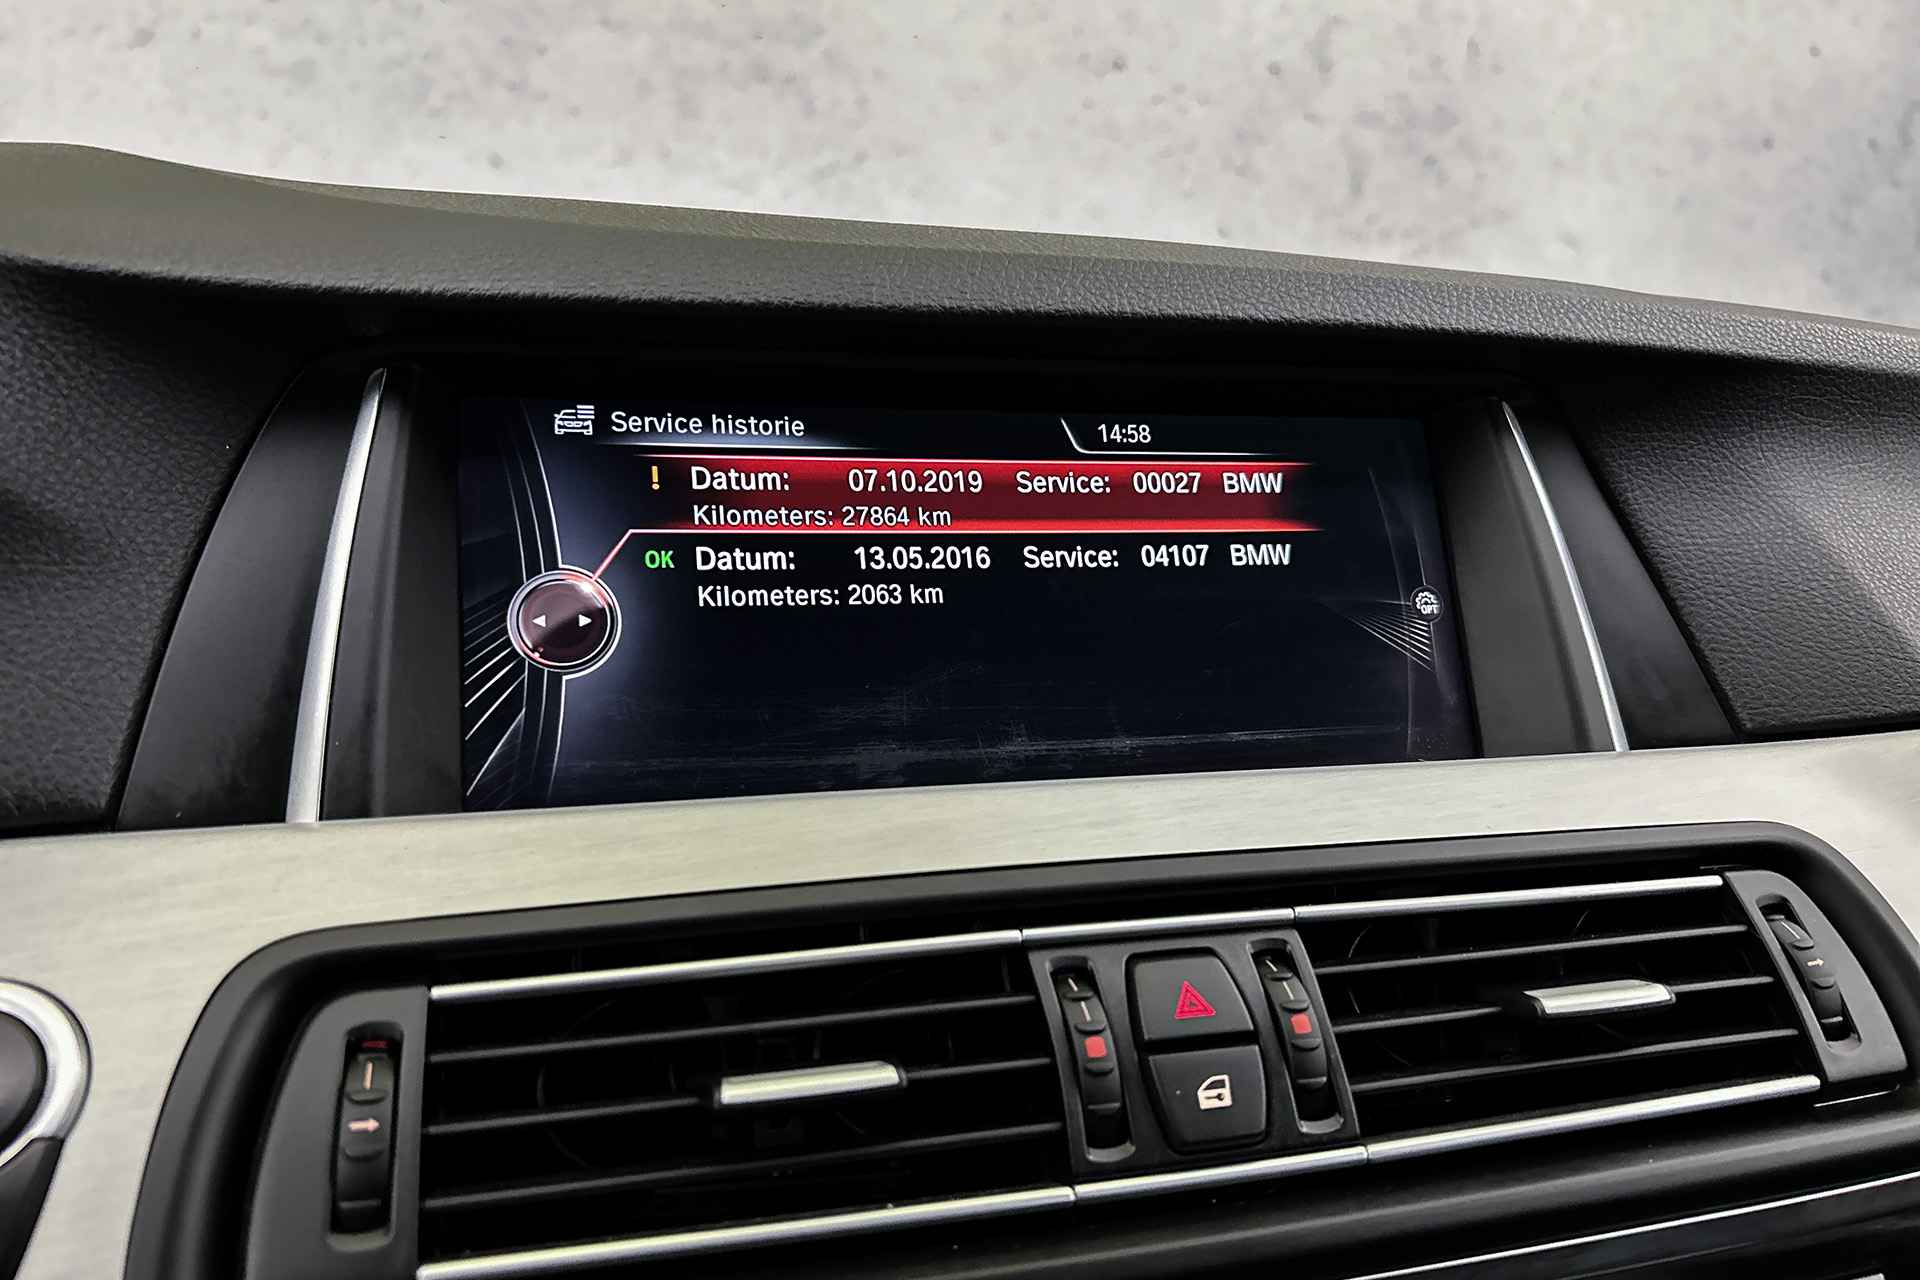 Service historie
14:58
! Datum: 07.10.2019 Service: 00027 BMW
Kilometers: 27864 km
OK Datum: 13.05.2016 Service: 04107 BMW
Kilometers: 2063 km
OPT